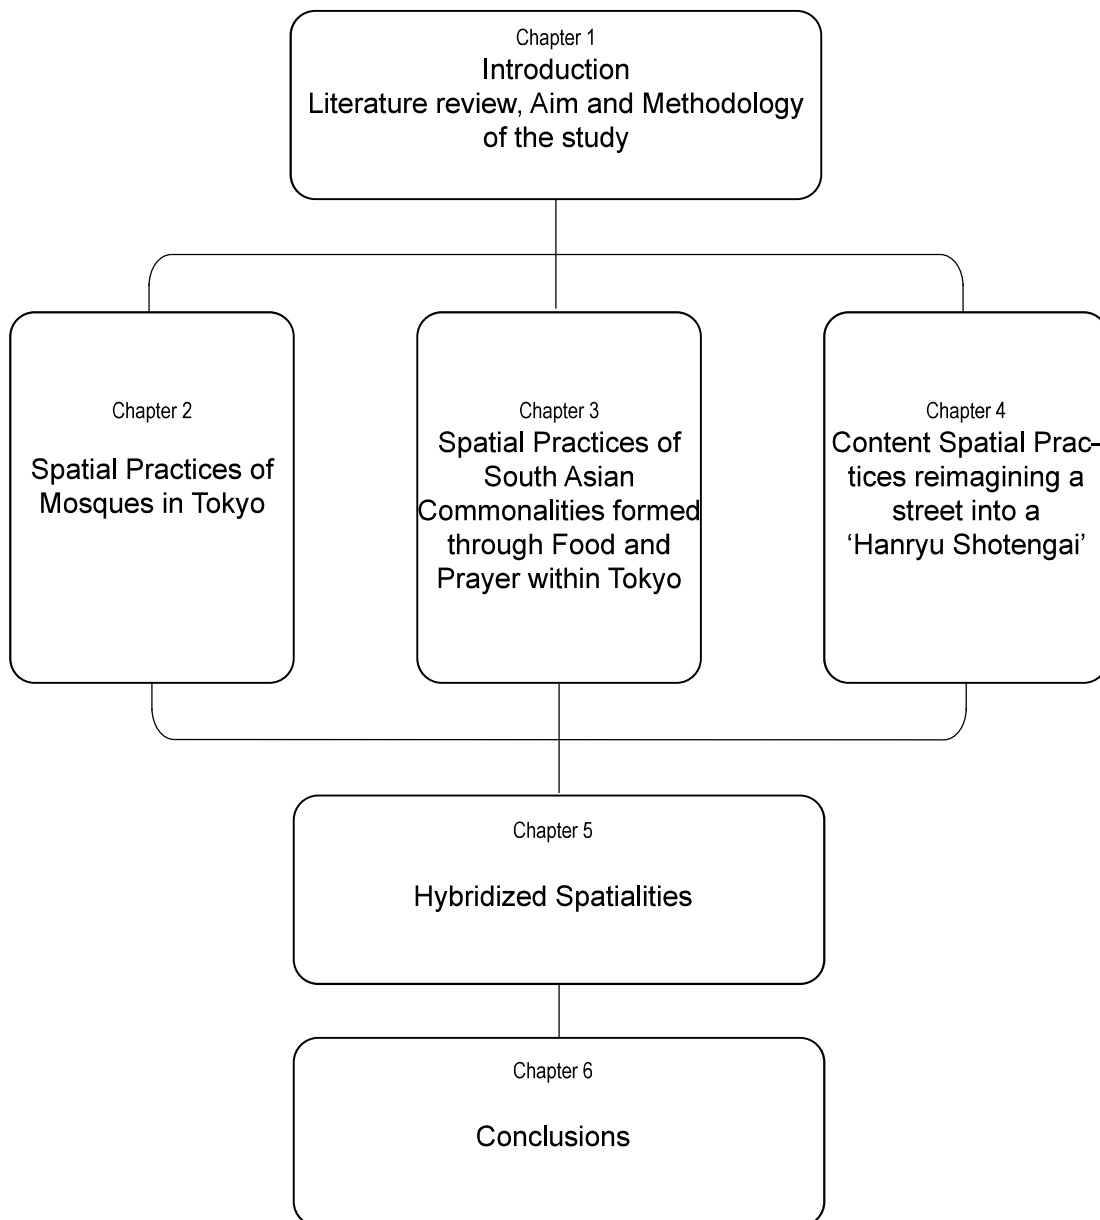 Chapter 1
Introduction
Literature review, Aim and Methodology
of the study
Chapter 2
Spatial Practices of
Mosques in Tokyo
Chapter 3
Spatial Practices of
South Asian
Commonalities formed
through Food and
Prayer within Tokyo
Chapter 4
Content Spatial Prac–
tices reimagining a
street into a
‘Hanryu Shotengai’
Chapter 5
Hybridized Spatialities
Chapter 6
Conclusions